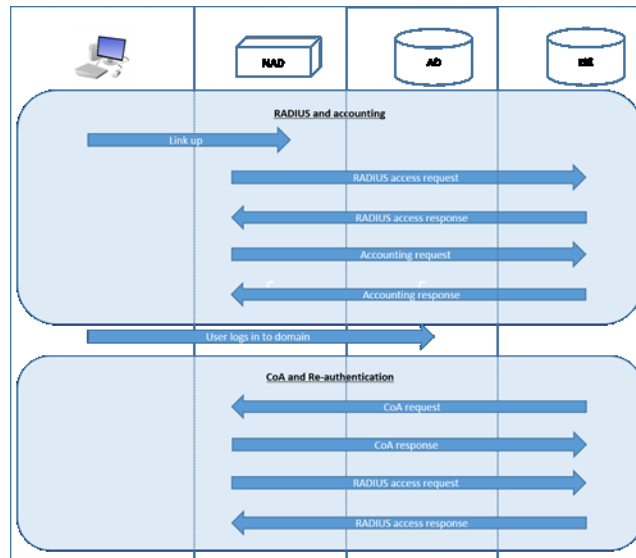 NAD
AD
ISE
RADIUS and accounting
Link up
RADIUS access request
RADIUS access response
Accounting request
Accounting response
User logs in to domain
CoA and Re-authentication
CoA request
CoA response
RADIUS access request
RADIUS access response